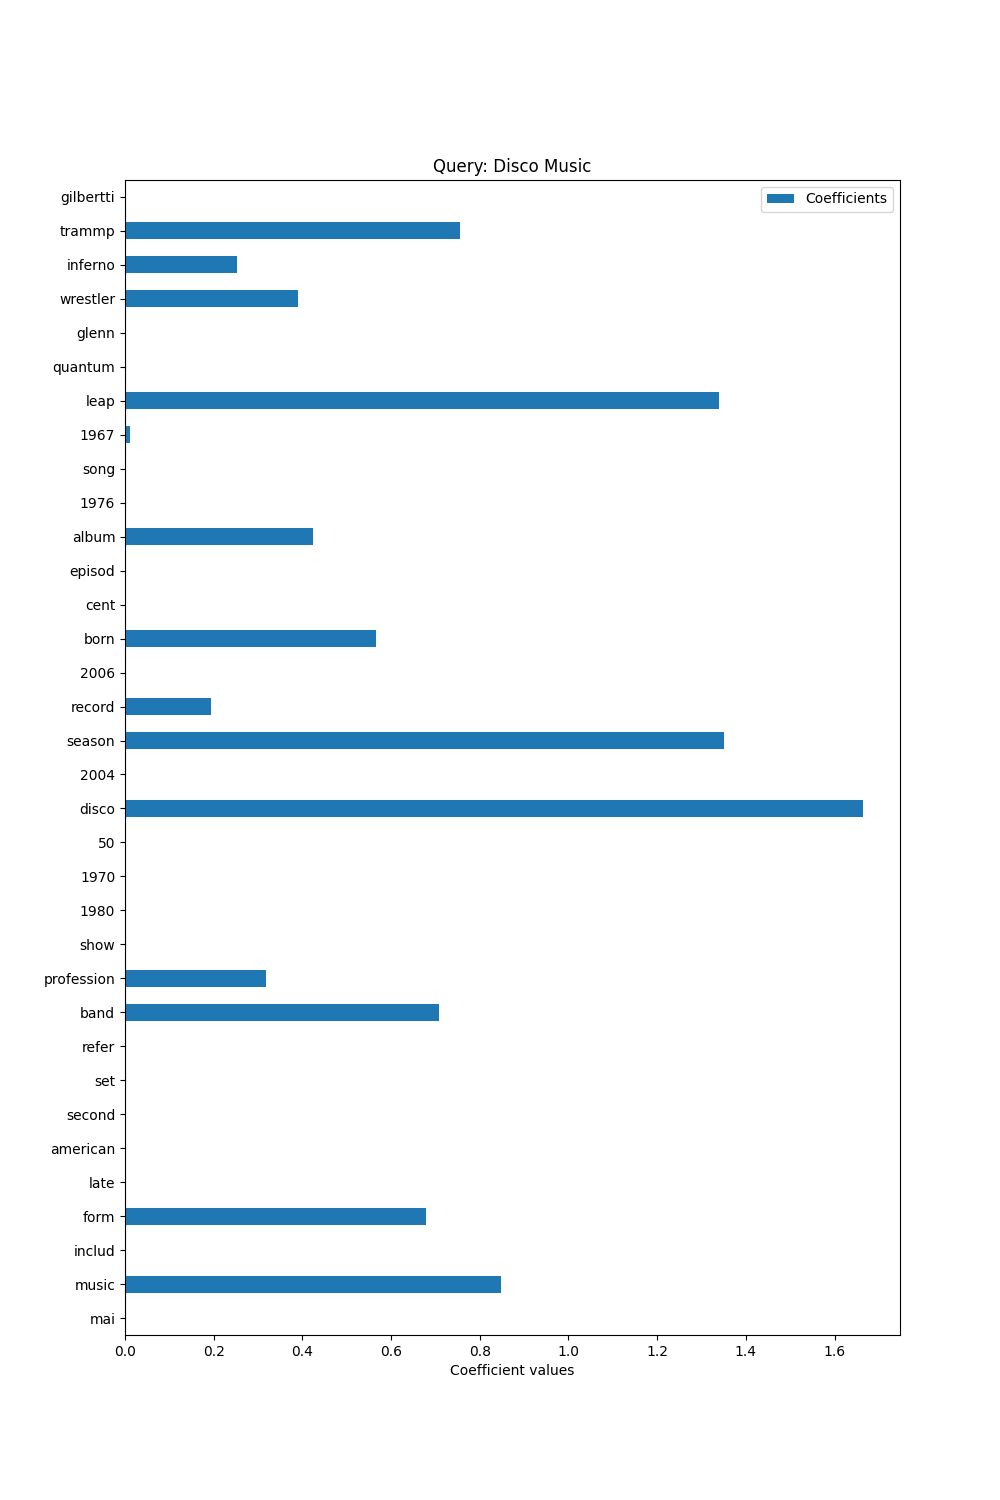 Query: Disco Music
Coefficients
gilbertti
trammp
inferno
wrestler
glenn
quantum
leap
1967
song
1976
album
episod
cent
born
2006
record
season
2004
disco
50
1970
1980
show
profession
band
refer
set
second
american
late
form
includ
music
mai
0.0 0.2 0.4 0.6 0.8 1.0 1.2 1.4 1.6
Coefficient values